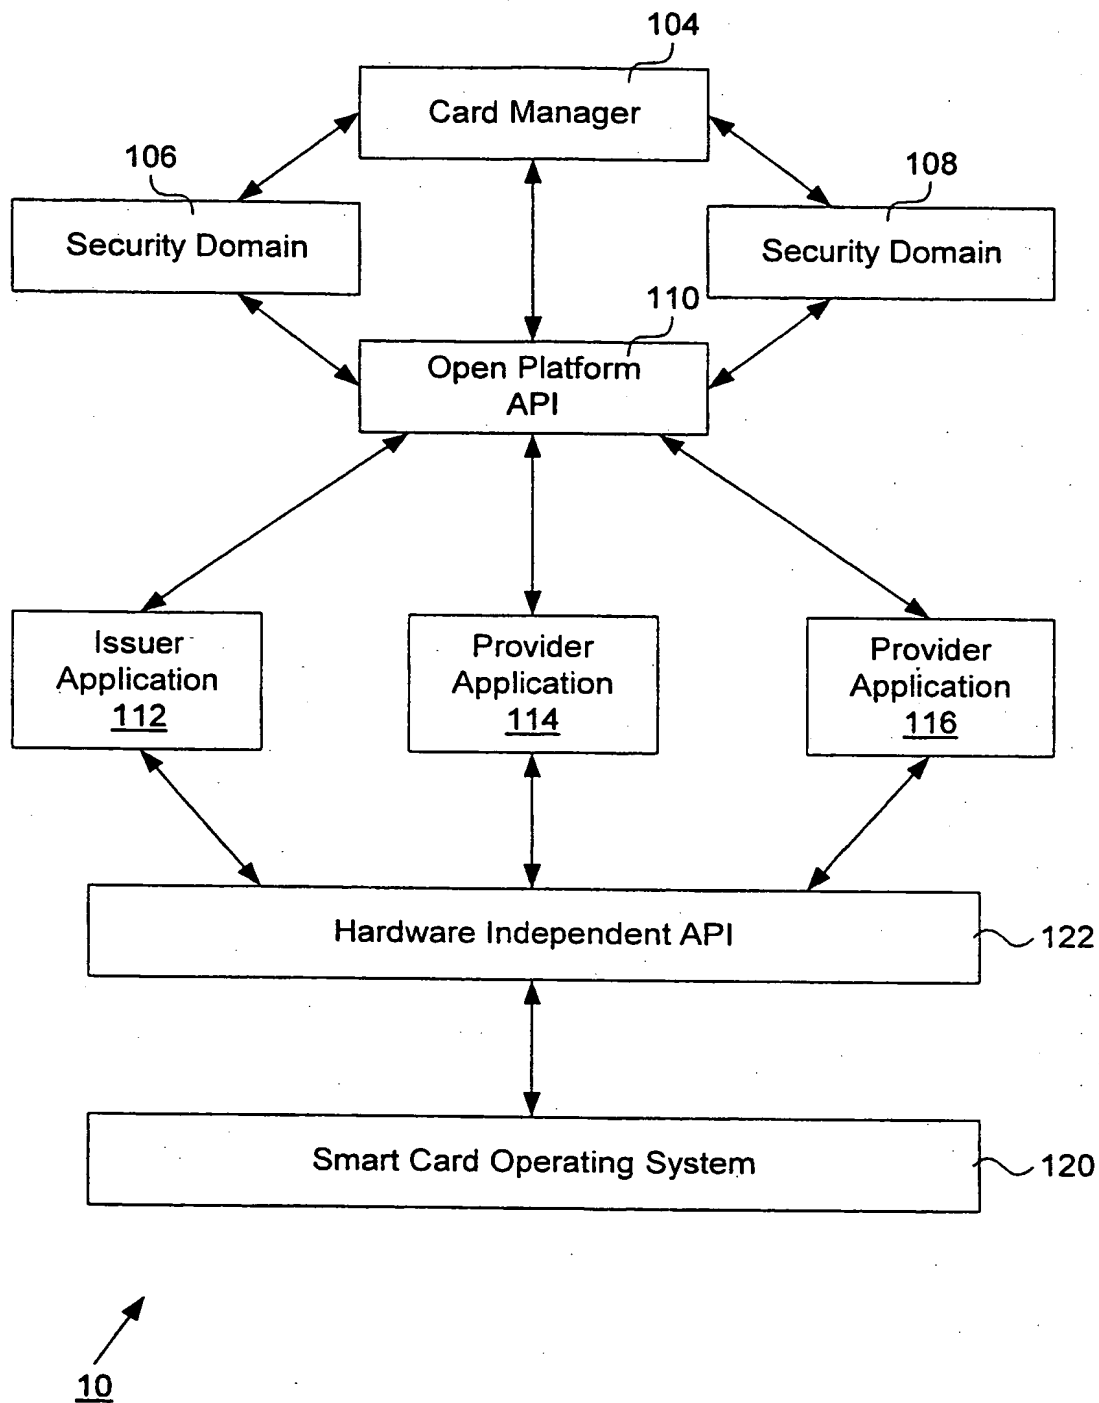 104
Card Manager
106
Security Domain
108
Security Domain
110
Open Platform
API
Issuer
Application
112
Provider
Application
114
Provider
Application
116
Hardware Independent API
122
Smart Card Operating System
120
10